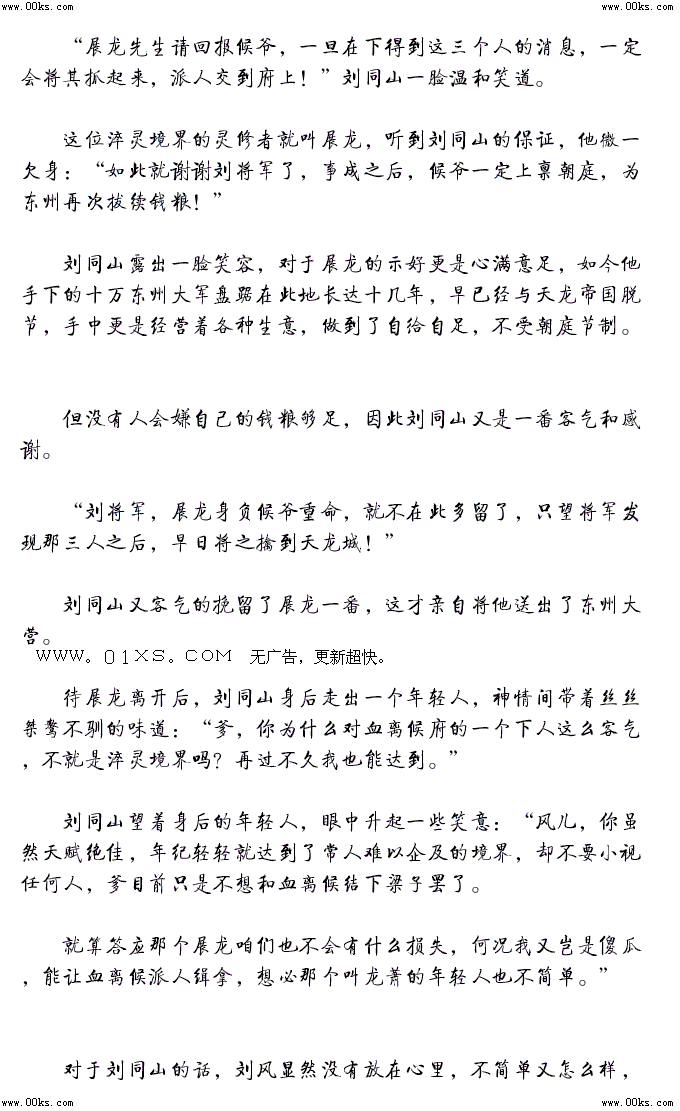 www.00ks.com www.00ks.com
“展龙先生请回报候爷，一旦在下得到这三个人的消息，一定
会将其抓起来，派人交到府上！”刘同山一脸温和笑道。
这位淬灵境界的灵修者就叫展龙，听到刘同山的保证，他微一
欠身：“如此就谢谢刘将军了，事成之后，候爷一定上禀朝庭，为
东州再次拔续钱粮！”
刘同山露出一脸笑容，对于展龙的示好更是心满意足，如今他
手下的十万东州大军盘踞在此地长达十几年，早已经与天龙帝国脱
节，手中更是经营着各种生意，做到了自给自足，不受朝庭节制。
但没有人会嫌自己的钱粮够足，因此刘同山又是一番客气和感
谢。
“刘将军，展龙身负候爷重命，就不在此多留了，只望将军发
现那三人之后，早日将之擒到天龙城！”
刘同山又客气的挽留了展龙一番，这才亲自将他送出了东州大
营。
WWW。01XS。COM 无广告，更新超快。
待展龙离开后，刘同山身后走出一个年轻人，神情间带着丝丝
桀骜不驯的味道：“爹，你为什么对血离候府的一个下人这么客气
，不就是淬灵境界吗？再过不久我也能达到。”
刘同山望着身后的年轻人，眼中升起一些笑意：“风儿，你虽
然天赋绝佳，年纪轻轻就达到了常人难以企及的境界，却不要小视
任何人，爹目前只是不想和血离候结下梁子罢了。
就算答应那个展龙咱们也不会有什么损失，何况我又岂是傻瓜
，能让血离候派人缉拿，想必那个叫龙萧的年轻人也不简单。”
对于刘同山的话，刘风显然没有放在心里，不简单又怎么样，
www.00ks.com www.00ks.com